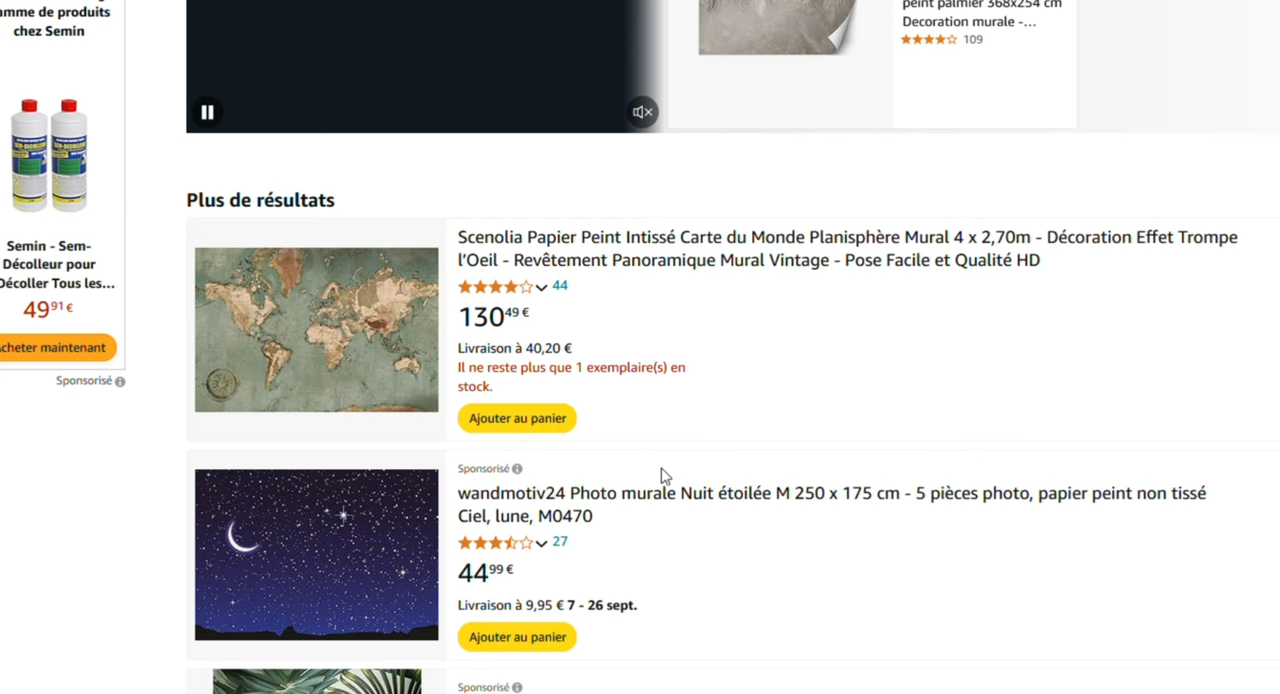 amme de produits
chez Semin
Semin - Sem-
Décolleur pour
Décoller Tous les...
49,91 €
Acheter maintenant
Sponsorisé
peint palmier 368x254 cm
Decoration murale -...
109
Plus de résultats
Scenolia Papier Peint Intissé Carte du Monde Planisphère Mural 4 x 2,70m - Décoration Effet Trompe
l'Oeil - Revêtement Panoramique Mural Vintage - Pose Facile et Qualité HD
44
130,49 €
Livraison à 40,20 €
Il ne reste plus que 1 exemplaire(s) en
stock.
Ajouter au panier
Sponsorisé
wandmotiv24 Photo murale Nuit étoilée M 250 x 175 cm - 5 pièces photo, papier peint non tissé
Ciel, lune, M0470
27
44,99 €
Livraison à 9,95 € 7 - 26 sept.
Ajouter au panier
Sponsorisé